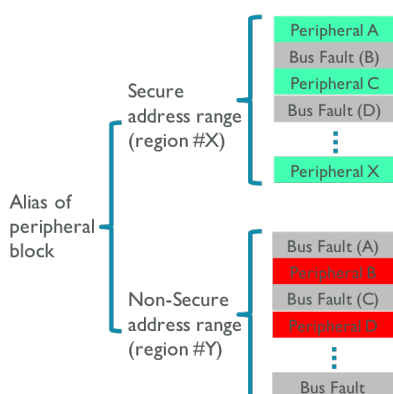 Alias of
peripheral
block
Secure
address range
(region #X)
Peripheral A
Bus Fault (B)
Peripheral C
Bus Fault (D)
Peripheral X
Non-Secure
address range
(region #Y)
Bus Fault (A)
Peripheral B
Bus Fault (C)
Peripheral D
Bus Fault